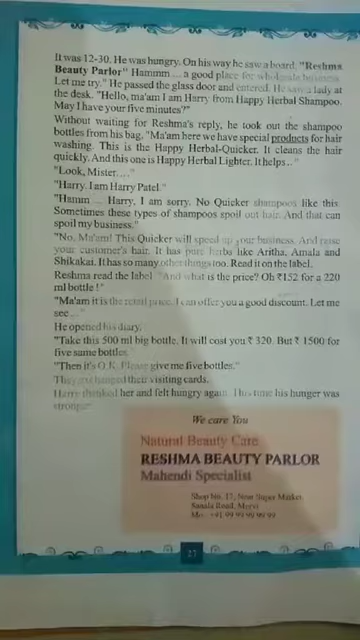 It was 12-30. He was hungry. On his way he saw a board, "Reshma
Beauty Parlor" Hammm ... a good place for wholesale business.
Let me try." He passed the glass door and entered. He saw a lady at
the desk. "Hello, ma'am I am Harry from Happy Herbal Shampoo.
May I have your five minutes?"
Without waiting for Reshma's reply, he took out the shampoo
bottles from his bag. "Ma'am here we have special products for hair
washing. This is the Happy Herbal-Quicker. It cleans the hair
quickly. And this one is Happy Herbal Lighter. It helps .. "
"Look, Mister....."
"Harry. I am Harry Patel."
"Hamm ... Harry, I am sorry. No Quicker shampoos like this.
Sometimes these types of shampoos spoil our hair. And that can
spoil my business."
"No, Ma'am! This Quicker will speed up your business. And raise
your customer's hair. It has pure herbs like Aritha, Amala and
Shikakai. It has so many other things too. Read it on the label.
Reshma read the label "And what is the price? Oh ₹152 for a 220
ml bottle!"
"Ma'am it is the retail price. I can offer you a good discount. Let me
see ..."
He opened his diary.
"Take this 500 ml big bottle. It will cost you ₹ 320. But ₹ 1500 for
five same bottles.
"Then it's O.K. Please give me five bottles."
They exchanged their visiting cards.
Harry thanked her and felt hungry again. This time his hunger was
stronger
We care You
Natural Beauty Care
RESHMA BEAUTY PARLOR
Mahendi Specialist
Shop No. 17, Near Super Market
Sanala Road, Morvi
+91 99 99 99 99 99
27